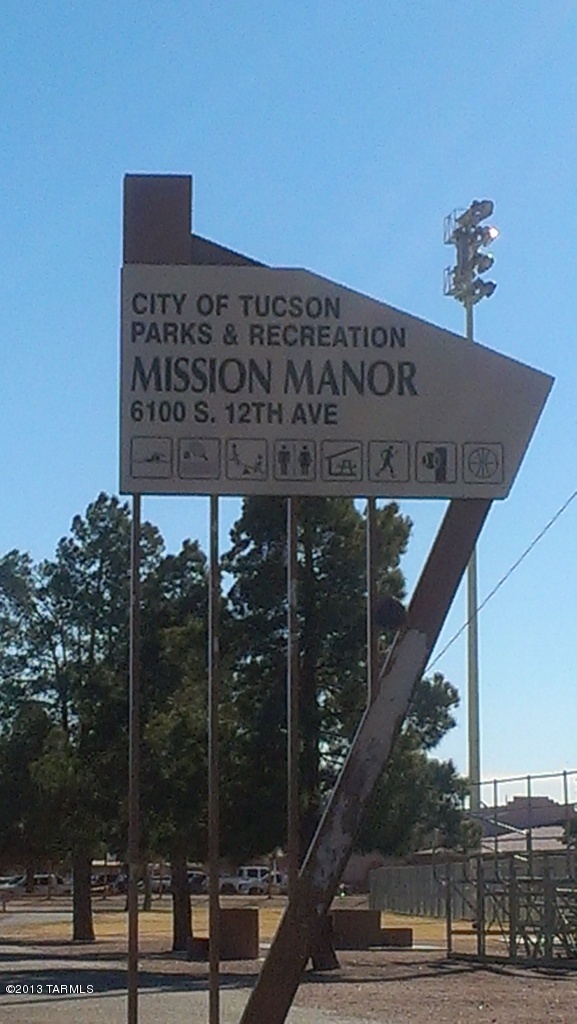 CITY OF TUCSON
PARKS & RECREATION
MISSION MANOR
6100 S. 12TH AVE
©2013 TARMLS